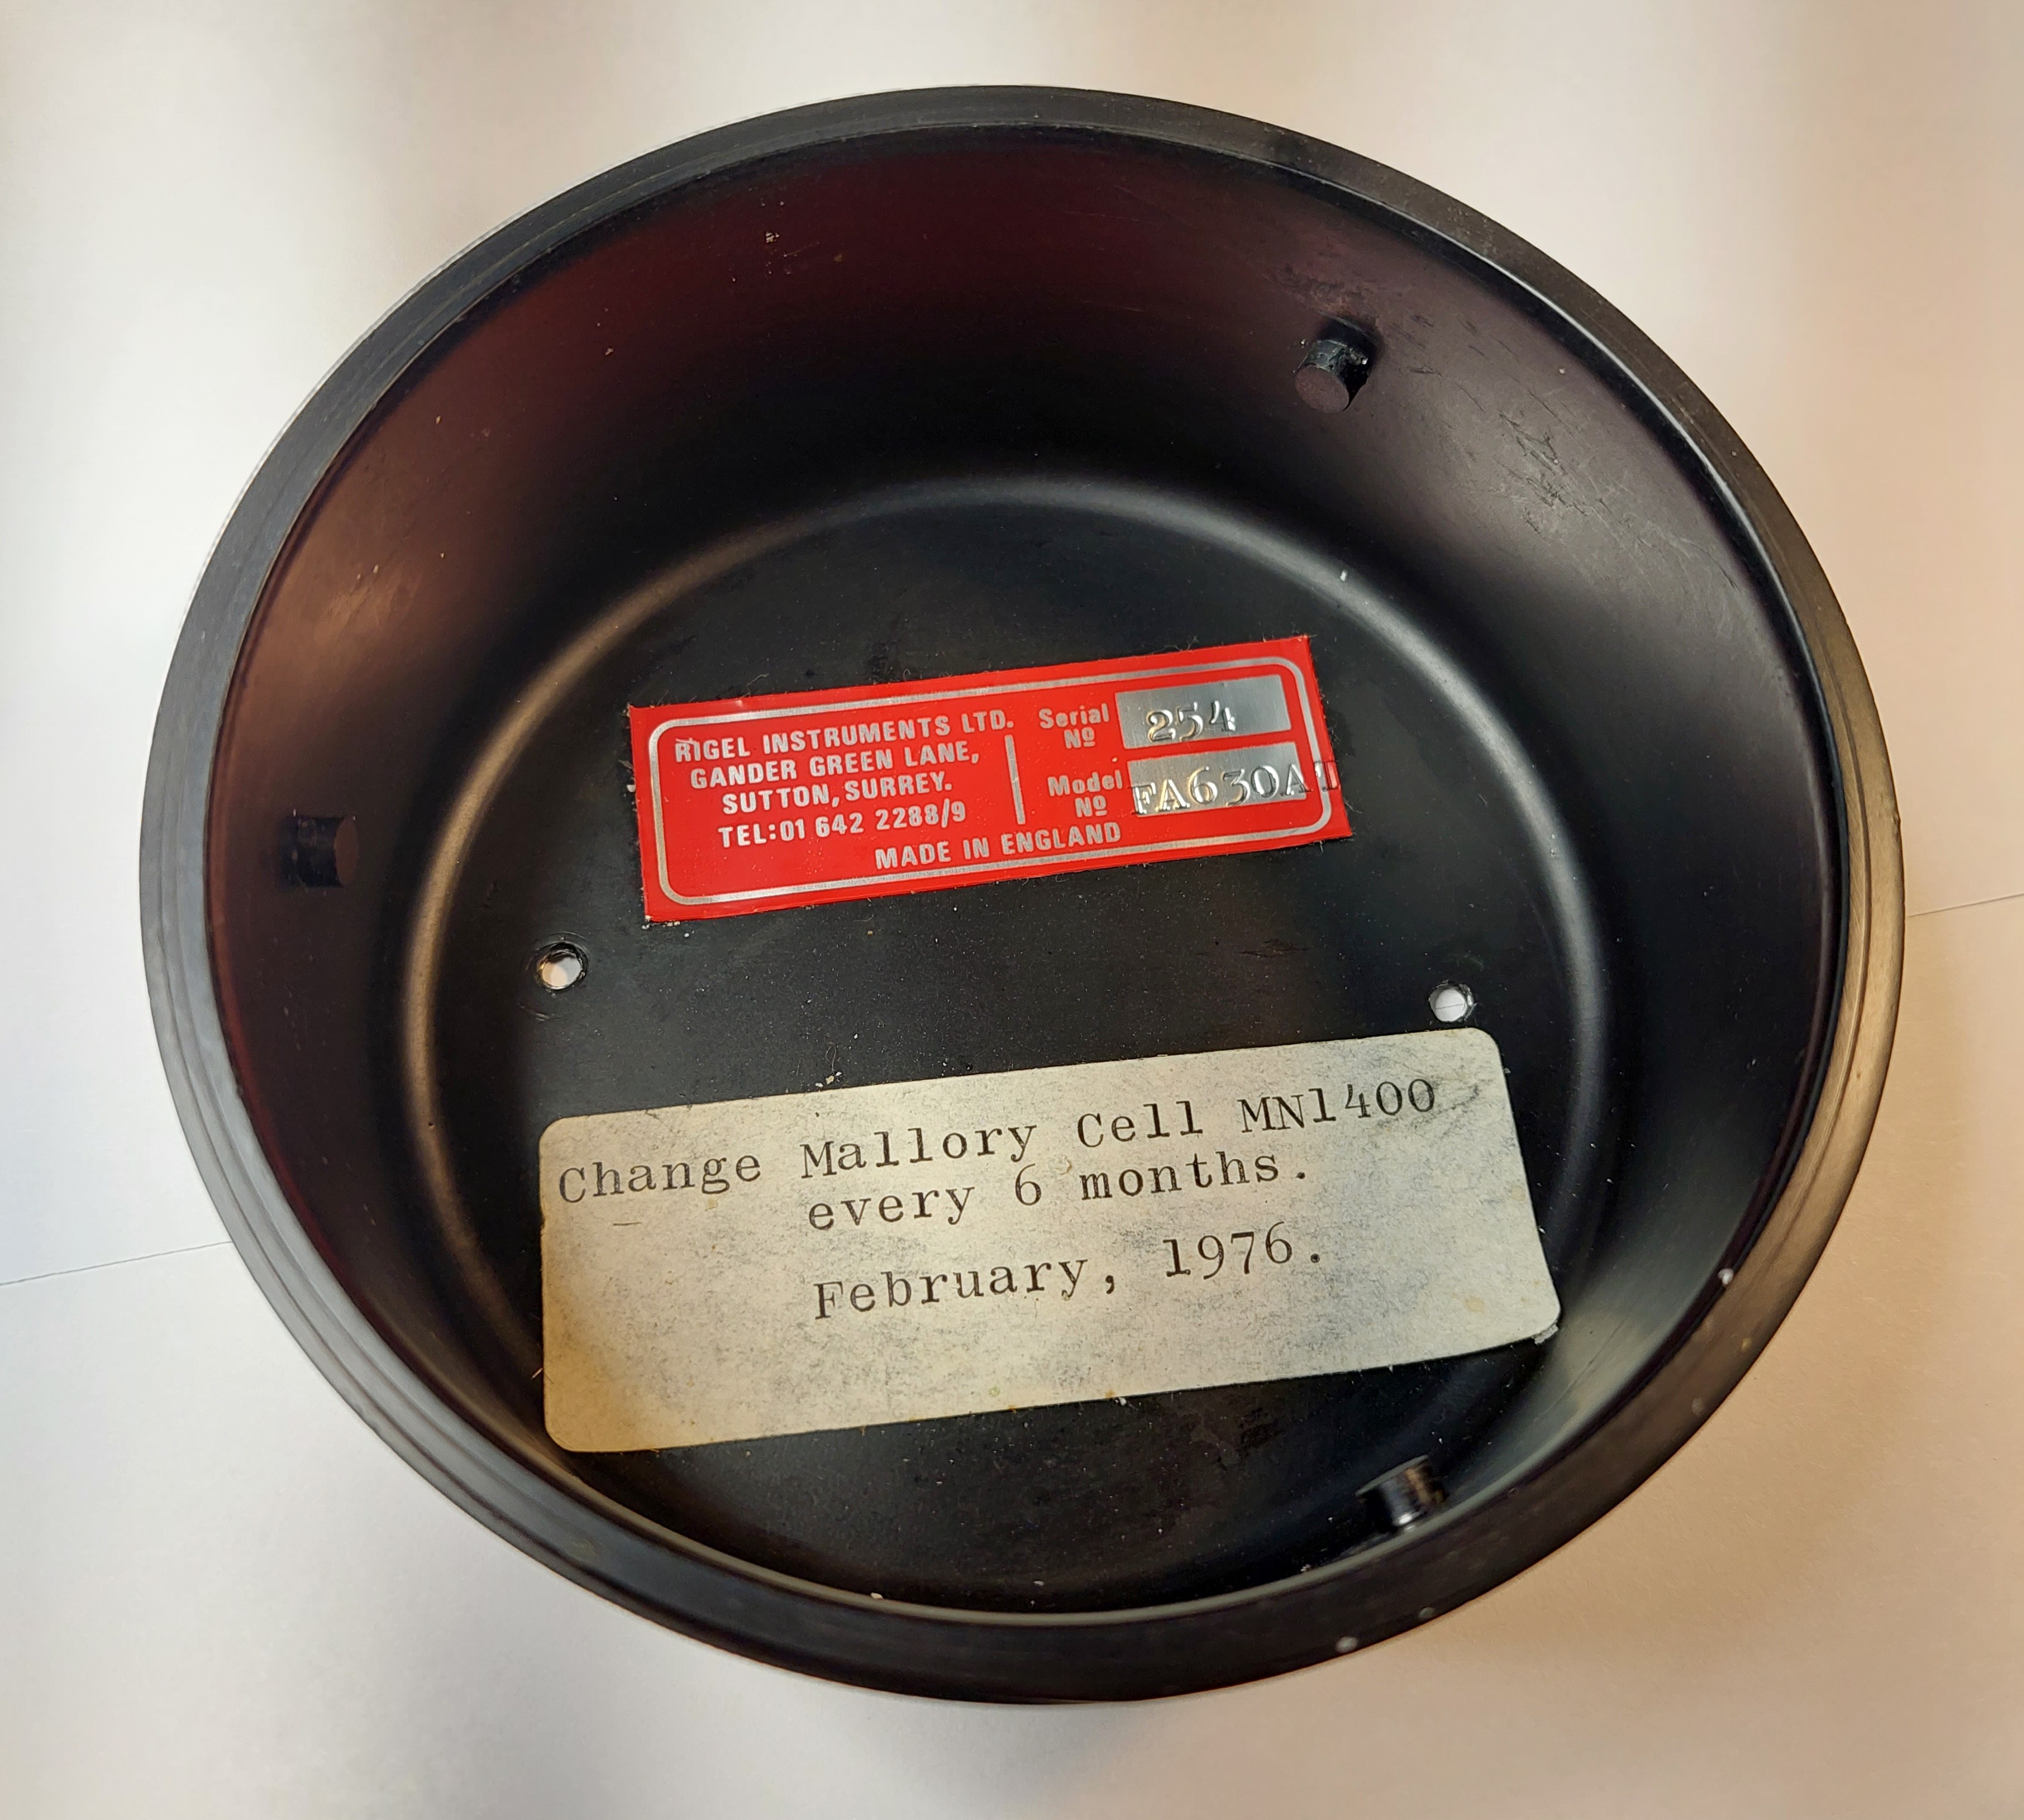 RIGEL INSTRUMENTS LTD.
GANDER GREEN LANE,
SUTTON, SURREY.
TEL:01 642 2288/9
Serial Nº 254
Model Nº
MADE IN ENGLAND
Change Mallory Cell MN1400
every 6 months.
February, 1976.